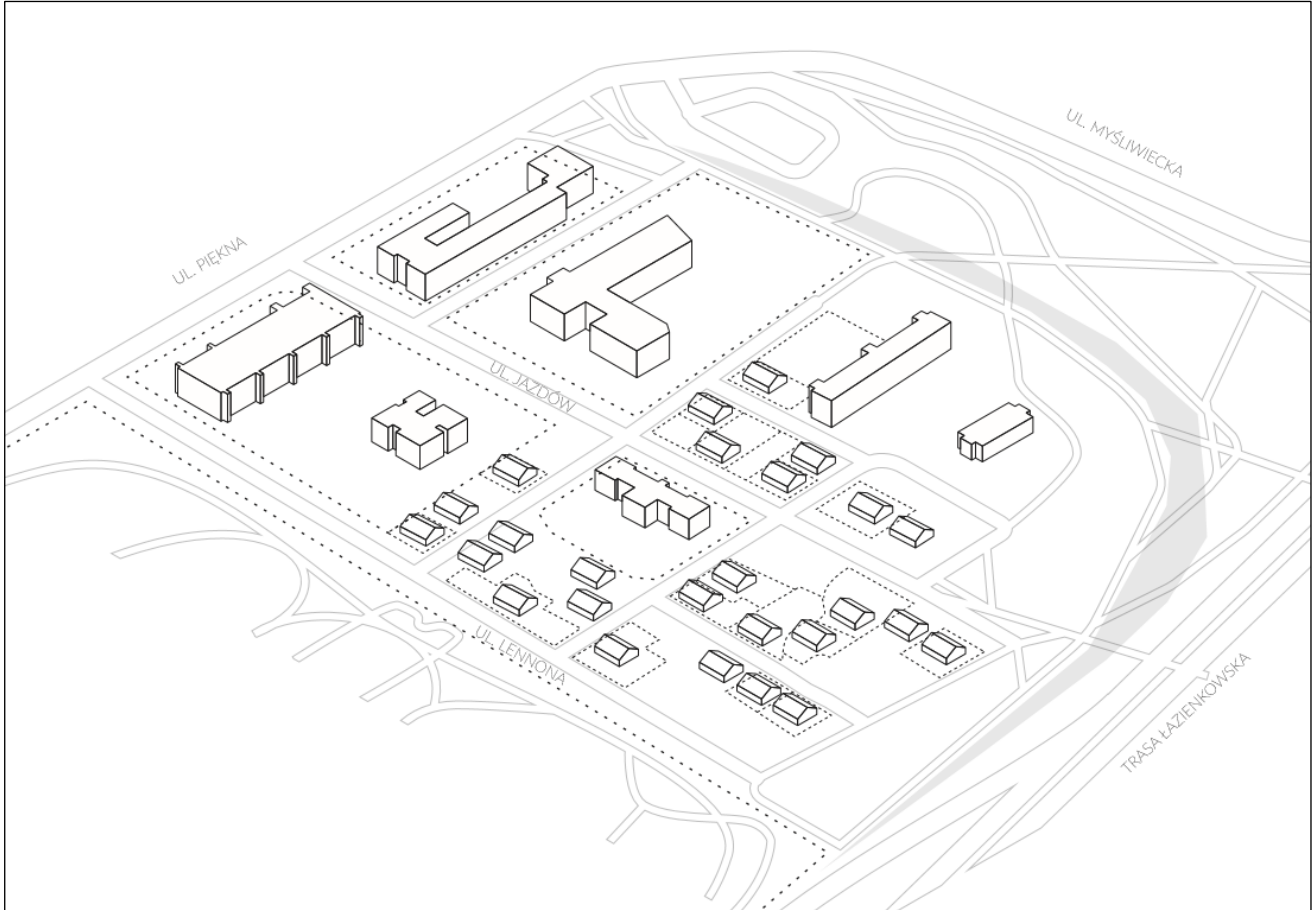 UL. MYŚLIWIECKA
UL. PIĘKNA
UL. JAZDÓW
UL. LENNONA
TRASA ŁAZIENKOWSKA